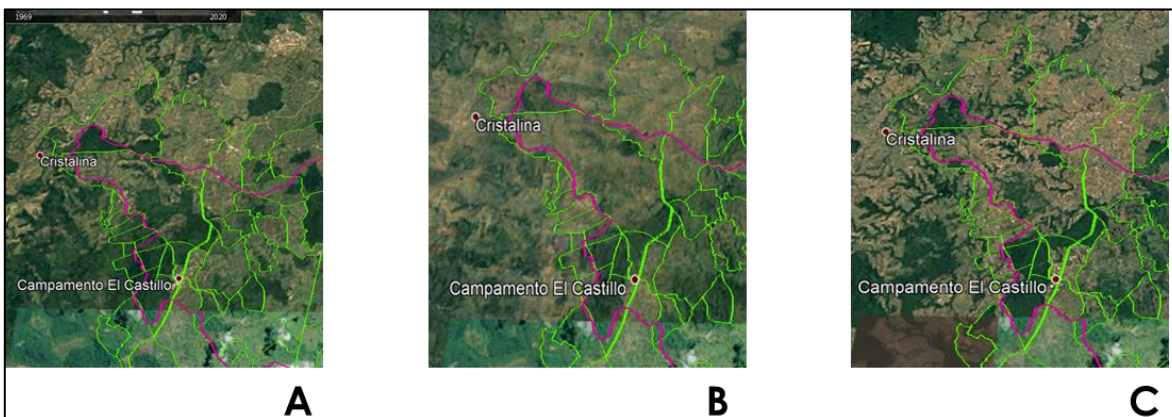 1969 2020
Cristalina
Campamento El Castillo
A
Cristalina
Campamento El Castillo
B
Cristalina
Campamento El Castillo
C